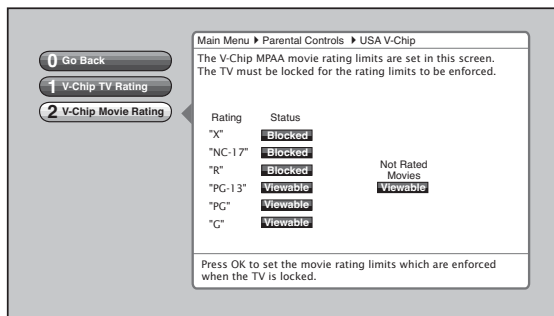 Main Menu ▶ Parental Controls ▶ USA V-Chip
0 Go Back
1 V-Chip TV Rating
2 V-Chip Movie Rating
The V-Chip MPAA movie rating limits are set in this screen.
The TV must be locked for the rating limits to be enforced.
Rating Status
"X" Blocked
"NC-17" Blocked
"R" Blocked
"PG-13" Viewable
"PG" Viewable
"G" Viewable
Not Rated
Movies
Viewable
Press OK to set the movie rating limits which are enforced
when the TV is locked.